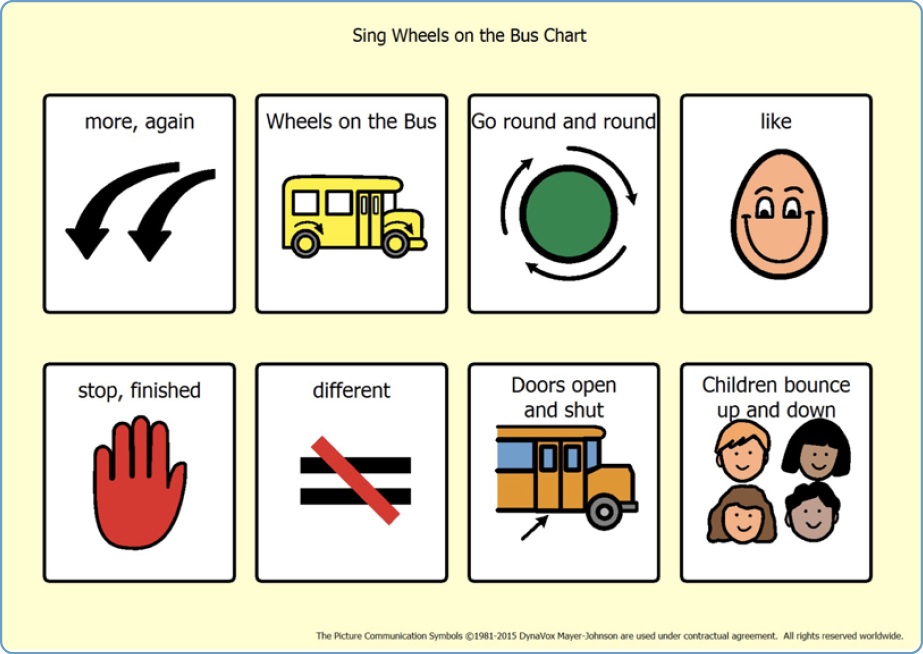 Sing Wheels on the Bus Chart
more, again
Wheels on the Bus
Go round and round
like
stop, finished
different
Doors open
and shut
Children bounce
up and down
The Picture Communication Symbols ©1981-2015 DynaVox Mayer-Johnson are used under contractual agreement. All rights reserved worldwide.